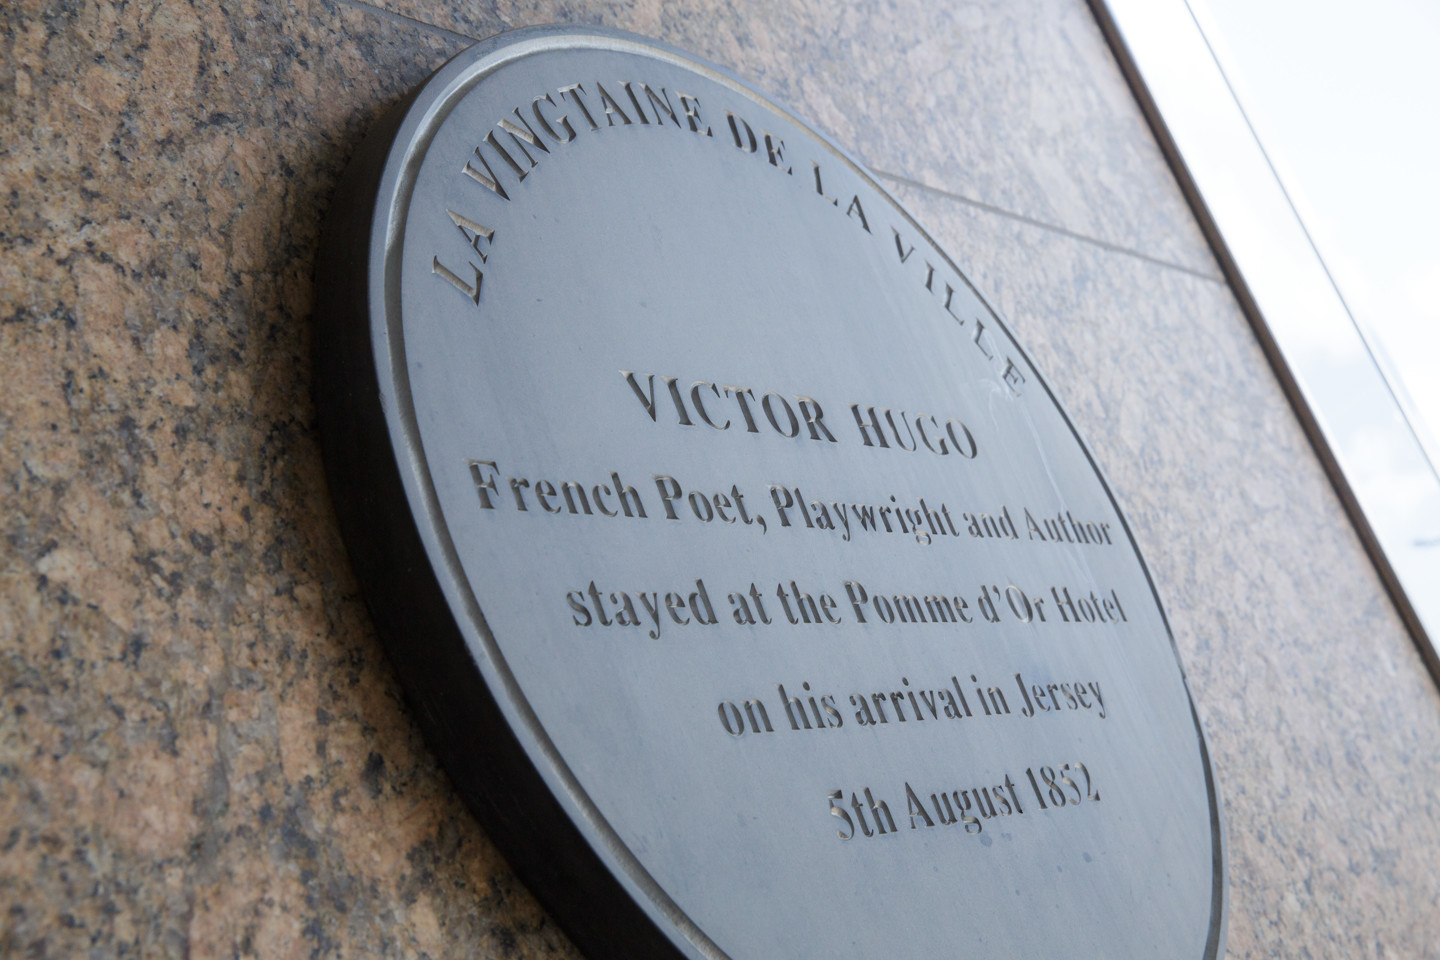 LA VINGTAINE DE LA VILLE
VICTOR HUGO
French Poet, Playwright and Author
stayed at the Pomme d'Or Hotel
on his arrival in Jersey
5th August 1852